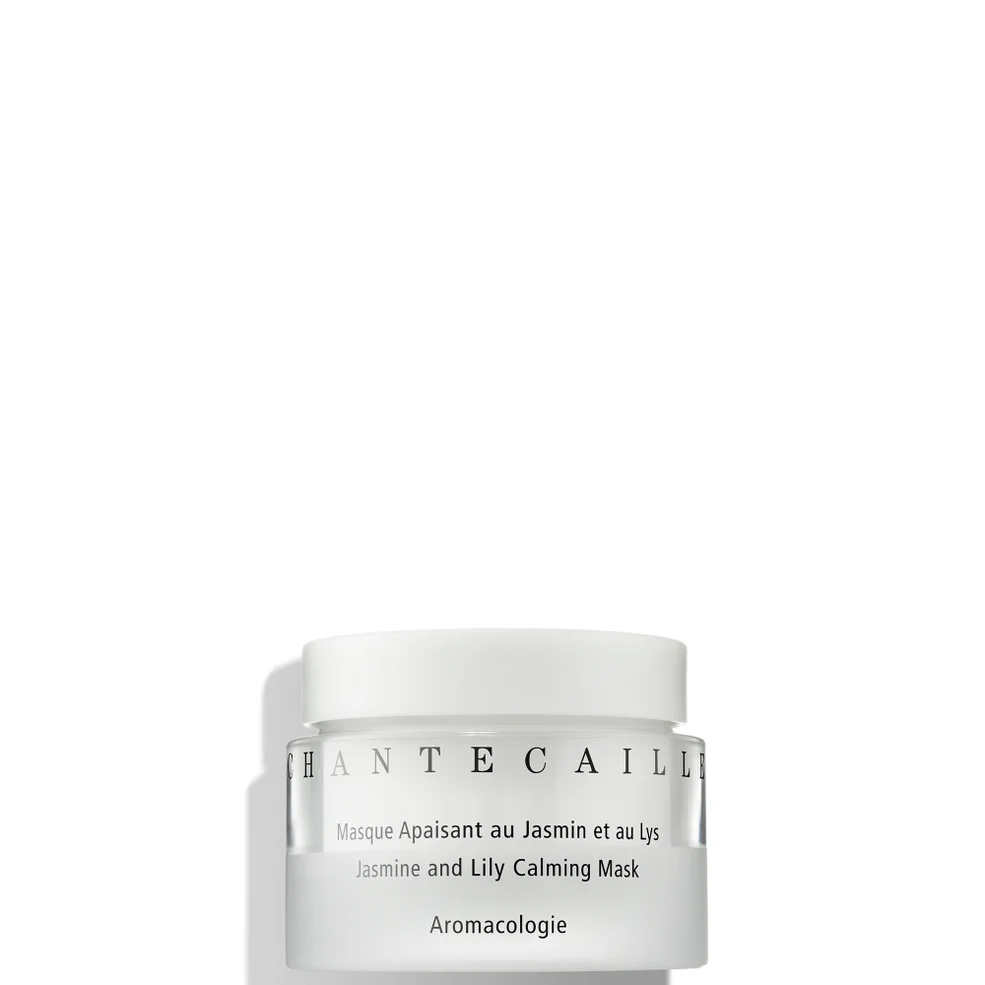 CHANTECAILLE
Masque Apaisant au Jasmin et au Lys
Jasmine and Lily Calming Mask
Aromacologie